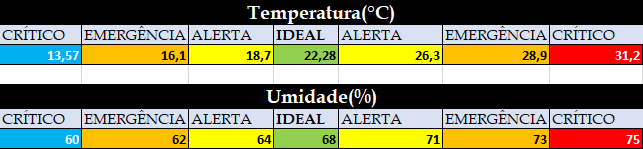 Temperatura(°C)
CRÍTICO EMERGÊNCIA ALERTA IDEAL ALERTA EMERGÊNCIA CRÍTICO
13,57 16,1 18,7 22,28 26,3 28,9 31,2
Umidade(%)
CRÍTICO EMERGÊNCIA ALERTA IDEAL ALERTA EMERGÊNCIA CRÍTICO
60 62 64 68 71 73 75